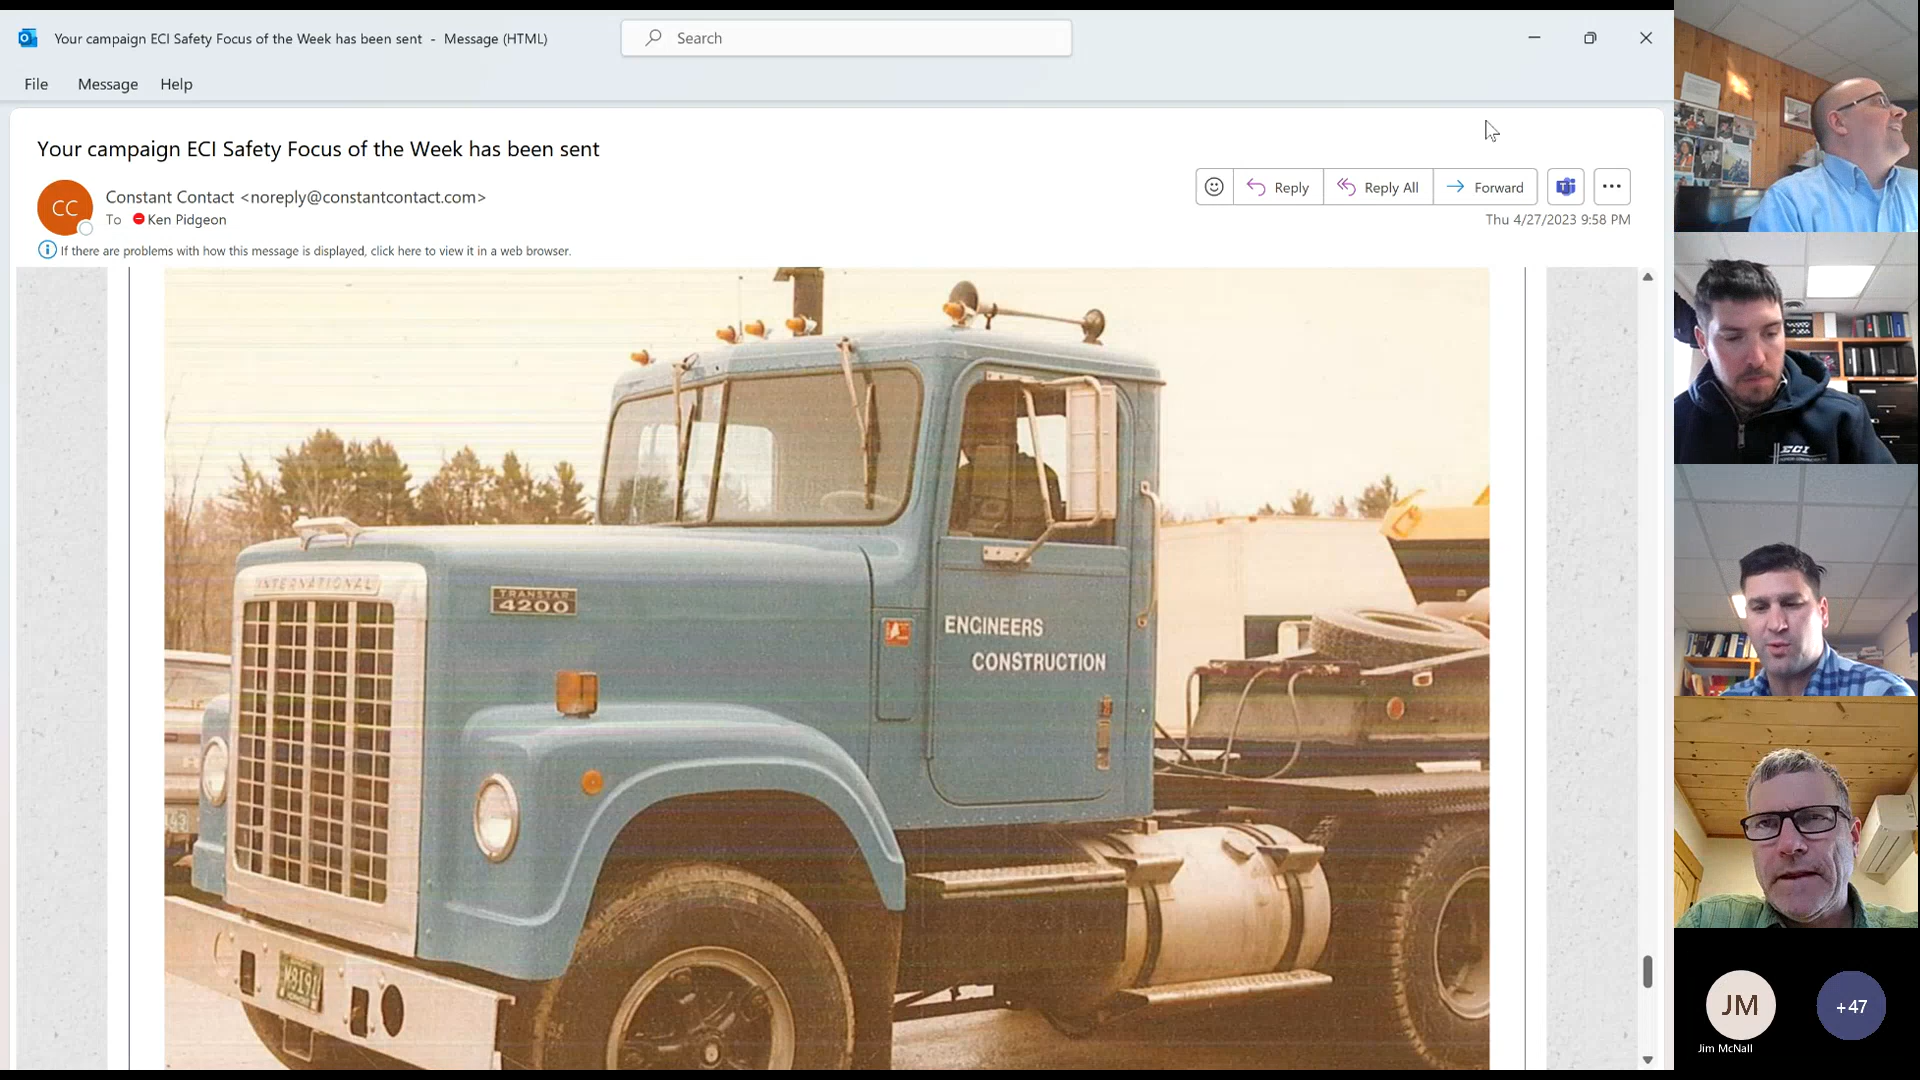 Your campaign ECI Safety Focus of the Week has been sent - Message (HTML)
Search
File Message Help
Your campaign ECI Safety Focus of the Week has been sent
CC
Constant Contact <noreply@constantcontact.com>
To Ken Pidgeon
Reply
Reply All
Forward
Thu 4/27/2023 9:58 PM
If there are problems with how this message is displayed, click here to view it in a web browser.
INTERNATIONAL
TRANSTAR
4200
ENGINEERS
CONSTRUCTION
ECI
JM
+47
Jim McNall